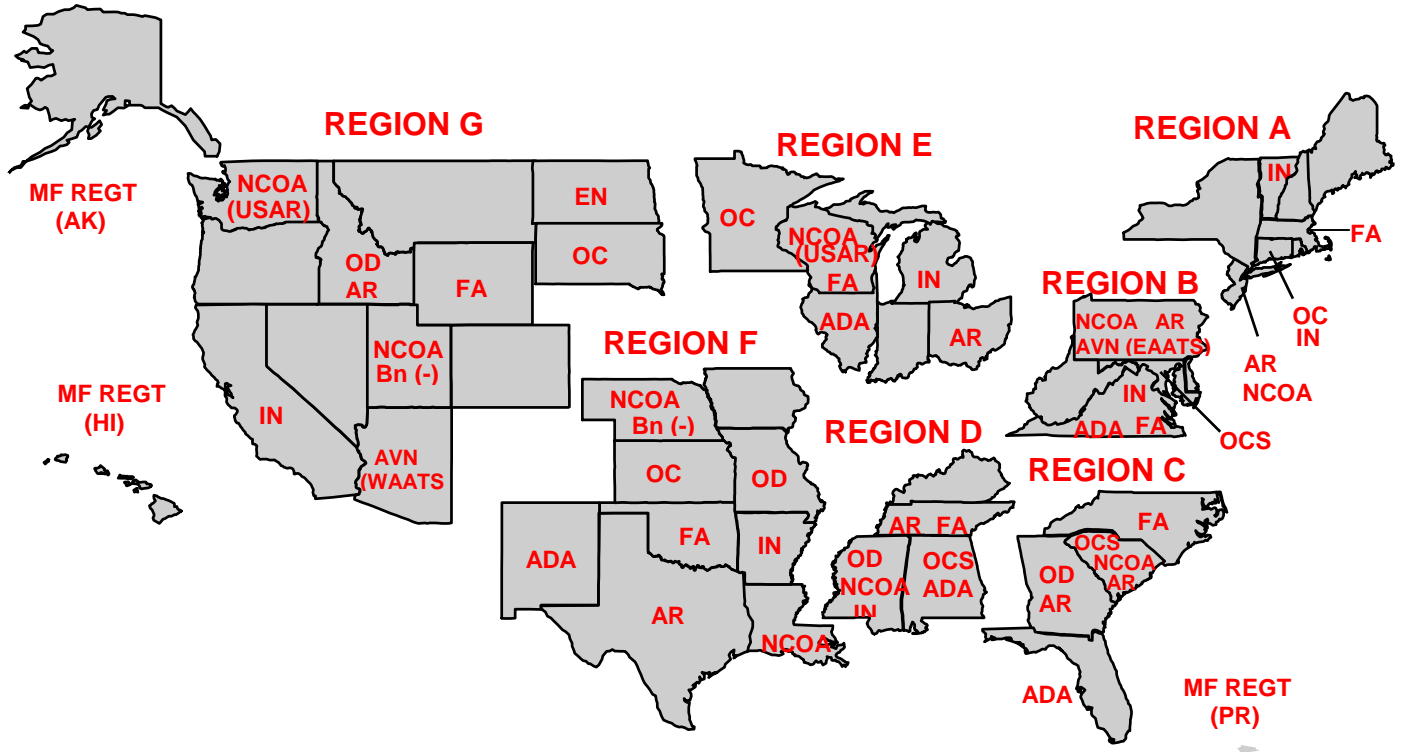 REGION G
MF REGT
(AK)
NCOA
(USAR)
EN
OC
OD
AR
FA
NCOA
Bn (-)
IN
AVN
(WAATS
MF REGT
(HI)
REGION E
OC
NCOA
(USAR)
FA
IN
ADA
AR
REGION A
IN
FA
OC
IN
AR
NCOA
REGION B
NCOA AR
AVN (EAATS)
IN
ADA FA
OCS
REGION F
NCOA
Bn (-)
OC
OD
ADA
FA
IN
AR
NCOA
REGION D
AR FA
OD
NCOA
IN
OCS
ADA
REGION C
FA
OCS
NCOA
AR
OD
AR
ADA
MF REGT
(PR)